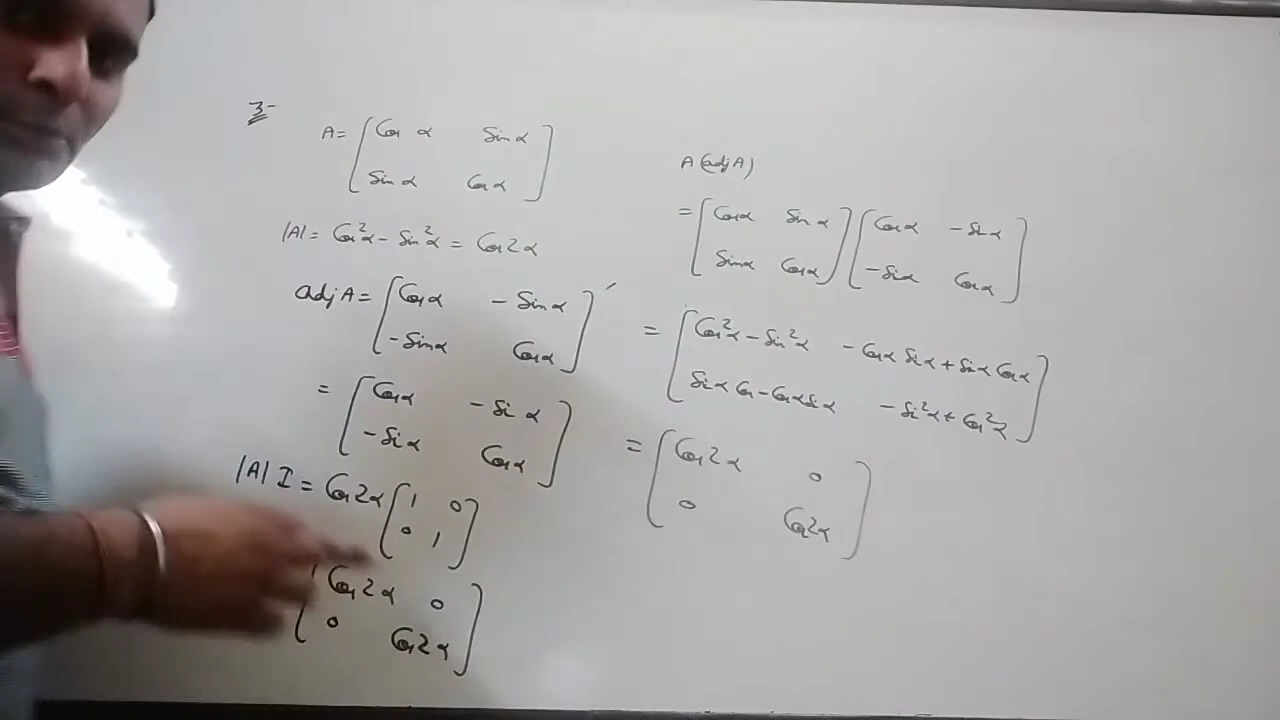 3-
A = [ Cos α Sin α
Sin α Cos α ]
|A| = Cos²α - Sin²α = Cos 2α
adj A = [ Cos α - Sin α
- Sin α Cos α ]′
= [ Cos α - Sin α
- Sin α Cos α ]
|A| I = Cos 2α [ 1 0
0 1 ]
[ Cos 2α 0
0 Cos 2α ]
A (adj A)
= [ Cos α Sin α ] [ Cos α - Sin α
Sin α Cos α ] - Sin α Cos α ]
= [ Cos²α - Sin²α - Cos α Sin α + Sin α Cos α
Sin α Cos - Cos α Sin α - Sin²α + Cos²α ]
= [ Cos 2α 0
0 Cos 2α ]